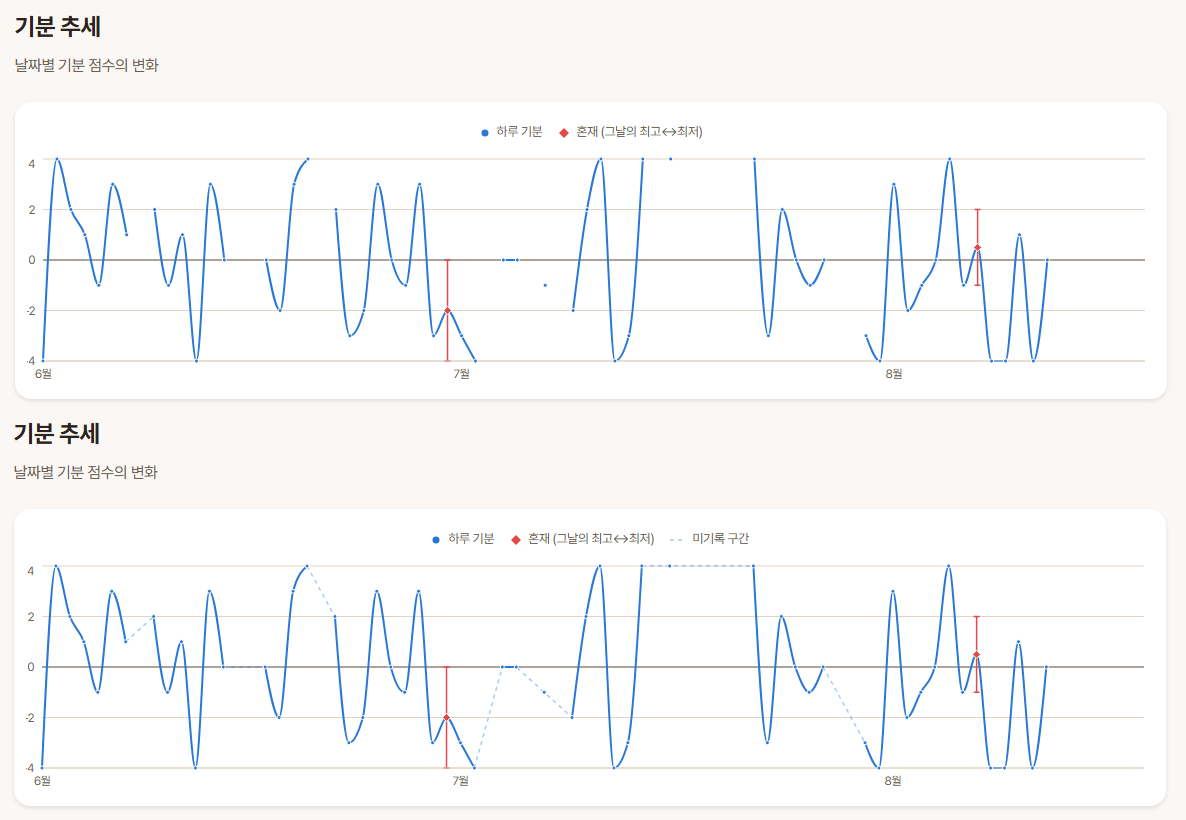 기분 추세
날짜별 기분 점수의 변화
하루 기분 혼재 (그날의 최고↔최저)
4
2
0
-2
-4
6월 7월 8월
기분 추세
날짜별 기분 점수의 변화
하루 기분 혼재 (그날의 최고↔최저) 미기록 구간
4
2
0
-2
-4
6월 7월 8월